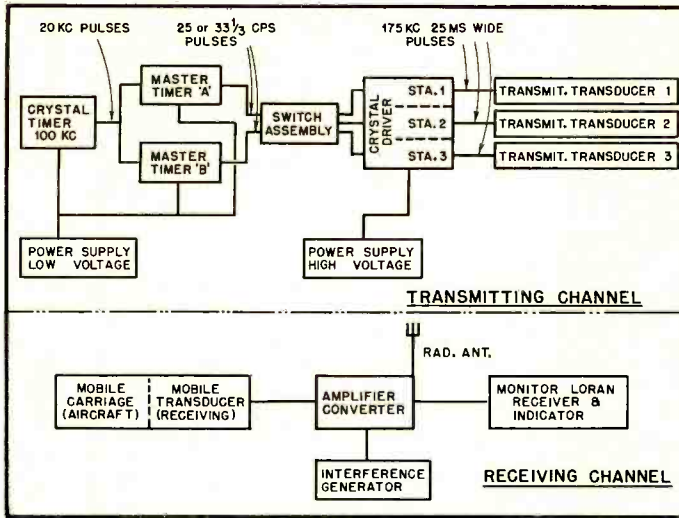 20 KC PULSES
25 or 33 1/3 CPS
PULSES
175 KC 25 MS WIDE
PULSES
CRYSTAL
TIMER
100 KC
MASTER
TIMER 'A'
MASTER
TIMER 'B'
SWITCH
ASSEMBLY
CRYSTAL
DRIVER
STA. 1
STA. 2
STA. 3
TRANSMIT. TRANSDUCER 1
TRANSMIT. TRANSDUCER 2
TRANSMIT. TRANSDUCER 3
POWER SUPPLY
LOW VOLTAGE
POWER SUPPLY
HIGH VOLTAGE
TRANSMITTING CHANNEL
RAD. ANT.
MOBILE
CARRIAGE
(AIRCRAFT)
MOBILE
TRANSDUCER
(RECEIVING)
AMPLIFIER
CONVERTER
MONITOR LORAN
RECEIVER &
INDICATOR
INTERFERENCE
GENERATOR
RECEIVING CHANNEL